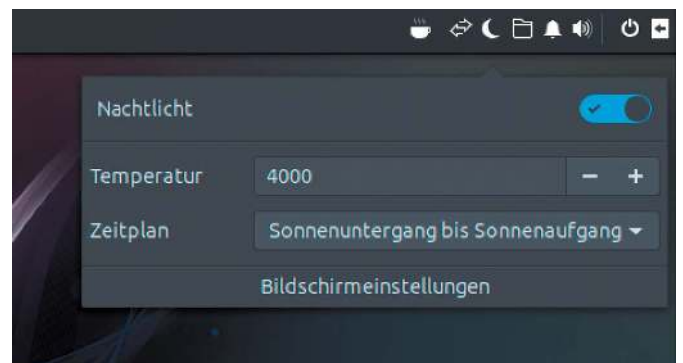 Nachtlicht
Temperatur 4000 − +
Zeitplan Sonnenuntergang bis Sonnenaufgang
Bildschirmeinstellungen